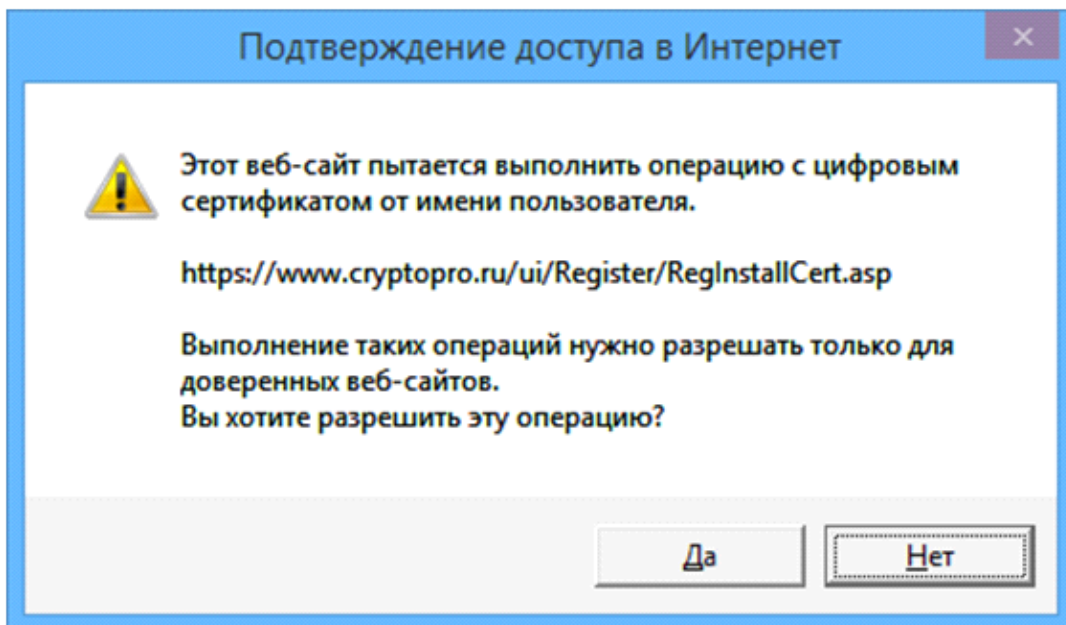 Подтверждение доступа в Интернет
Этот веб-сайт пытается выполнить операцию с цифровым
сертификатом от имени пользователя.
https://www.cryptopro.ru/ui/Register/RegInstallCert.asp
Выполнение таких операций нужно разрешать только для
доверенных веб-сайтов.
Вы хотите разрешить эту операцию?
Да
Нет